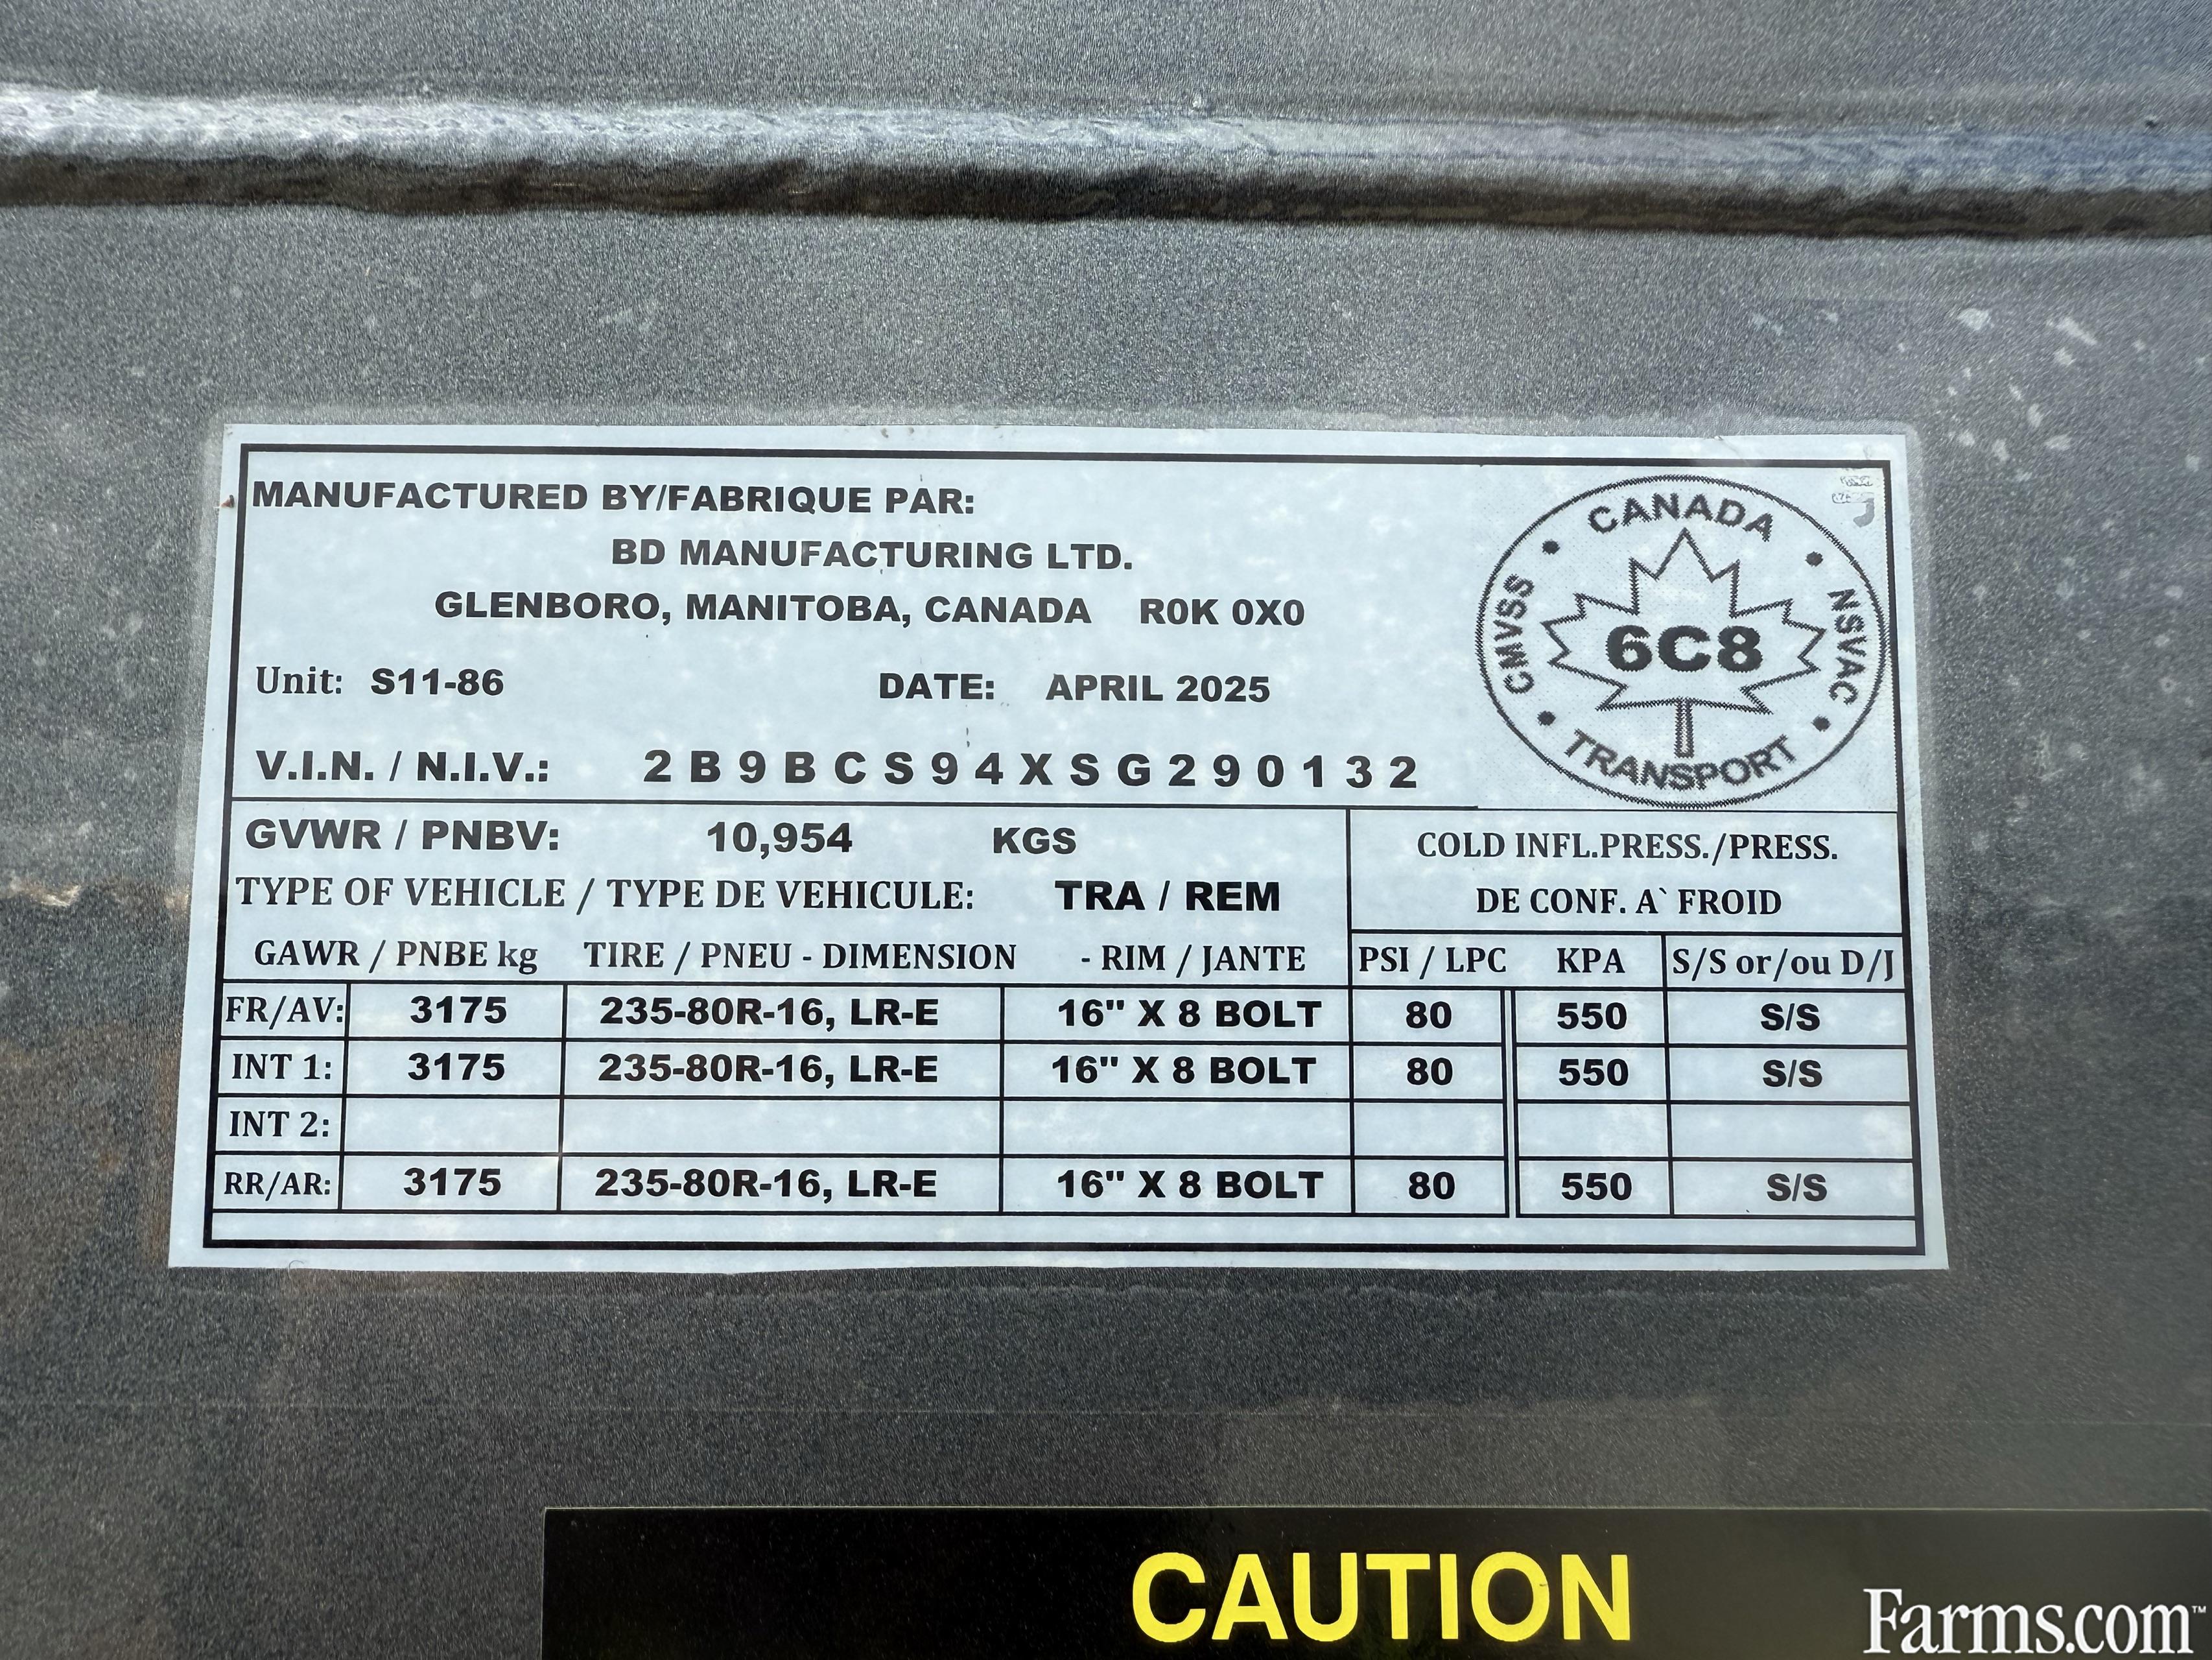 MANUFACTURED BY/FABRIQUE PAR:
BD MANUFACTURING LTD.
GLENBORO, MANITOBA, CANADA R0K 0X0
Unit: S11-86 DATE: APRIL 2025
V.I.N. / N.I.V.: 2B9BCS94XSG290132
CANADA
CMVSS
NSVAC
6C8
TRANSPORT
GVWR / PNBV: 10,954 KGS
TYPE OF VEHICLE / TYPE DE VEHICULE: TRA / REM
COLD INFL.PRESS./PRESS.
DE CONF. A` FROID
GAWR / PNBE kg TIRE / PNEU - DIMENSION - RIM / JANTE PSI / LPC KPA S/S or/ou D/J
FR/AV: 3175 235-80R-16, LR-E 16" X 8 BOLT 80 550 S/S
INT 1: 3175 235-80R-16, LR-E 16" X 8 BOLT 80 550 S/S
INT 2:
RR/AR: 3175 235-80R-16, LR-E 16" X 8 BOLT 80 550 S/S
CAUTION
Farms.com™